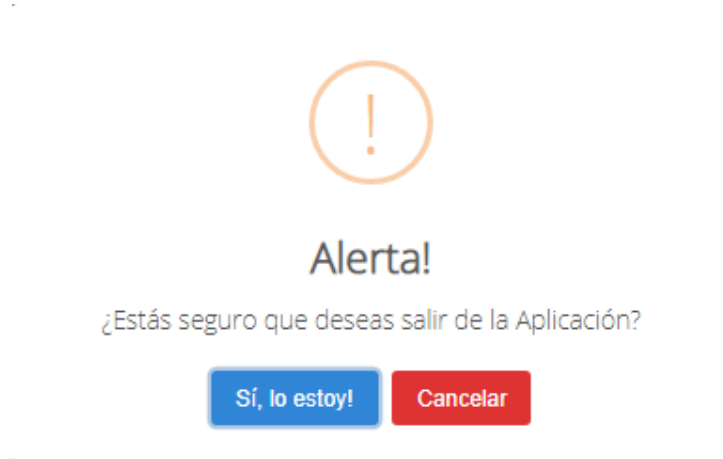 !
Alerta!
¿Estás seguro que deseas salir de la Aplicación?
Sí, lo estoy! Cancelar